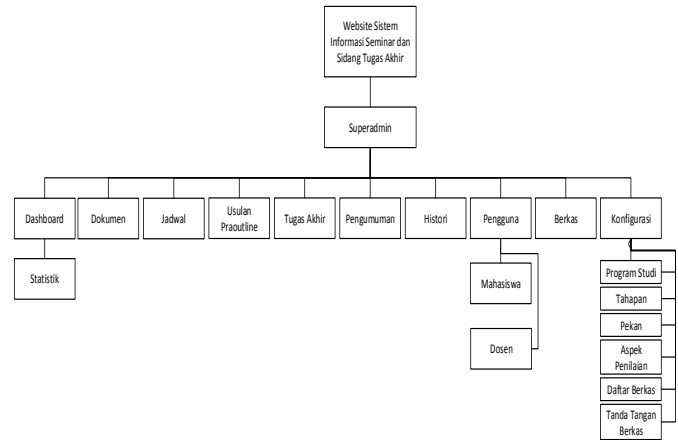 Website Sistem
Informasi Seminar dan
Sidang Tugas Akhir
Superadmin
Dashboard
Dokumen
Jadwal
Usulan
Praoutline
Tugas Akhir
Pengumuman
Histori
Pengguna
Berkas
Konfigurasi
Statistik
Mahasiswa
Dosen
Program Studi
Tahapan
Pekan
Aspek
Penilaian
Daftar Berkas
Tanda Tangan
Berkas